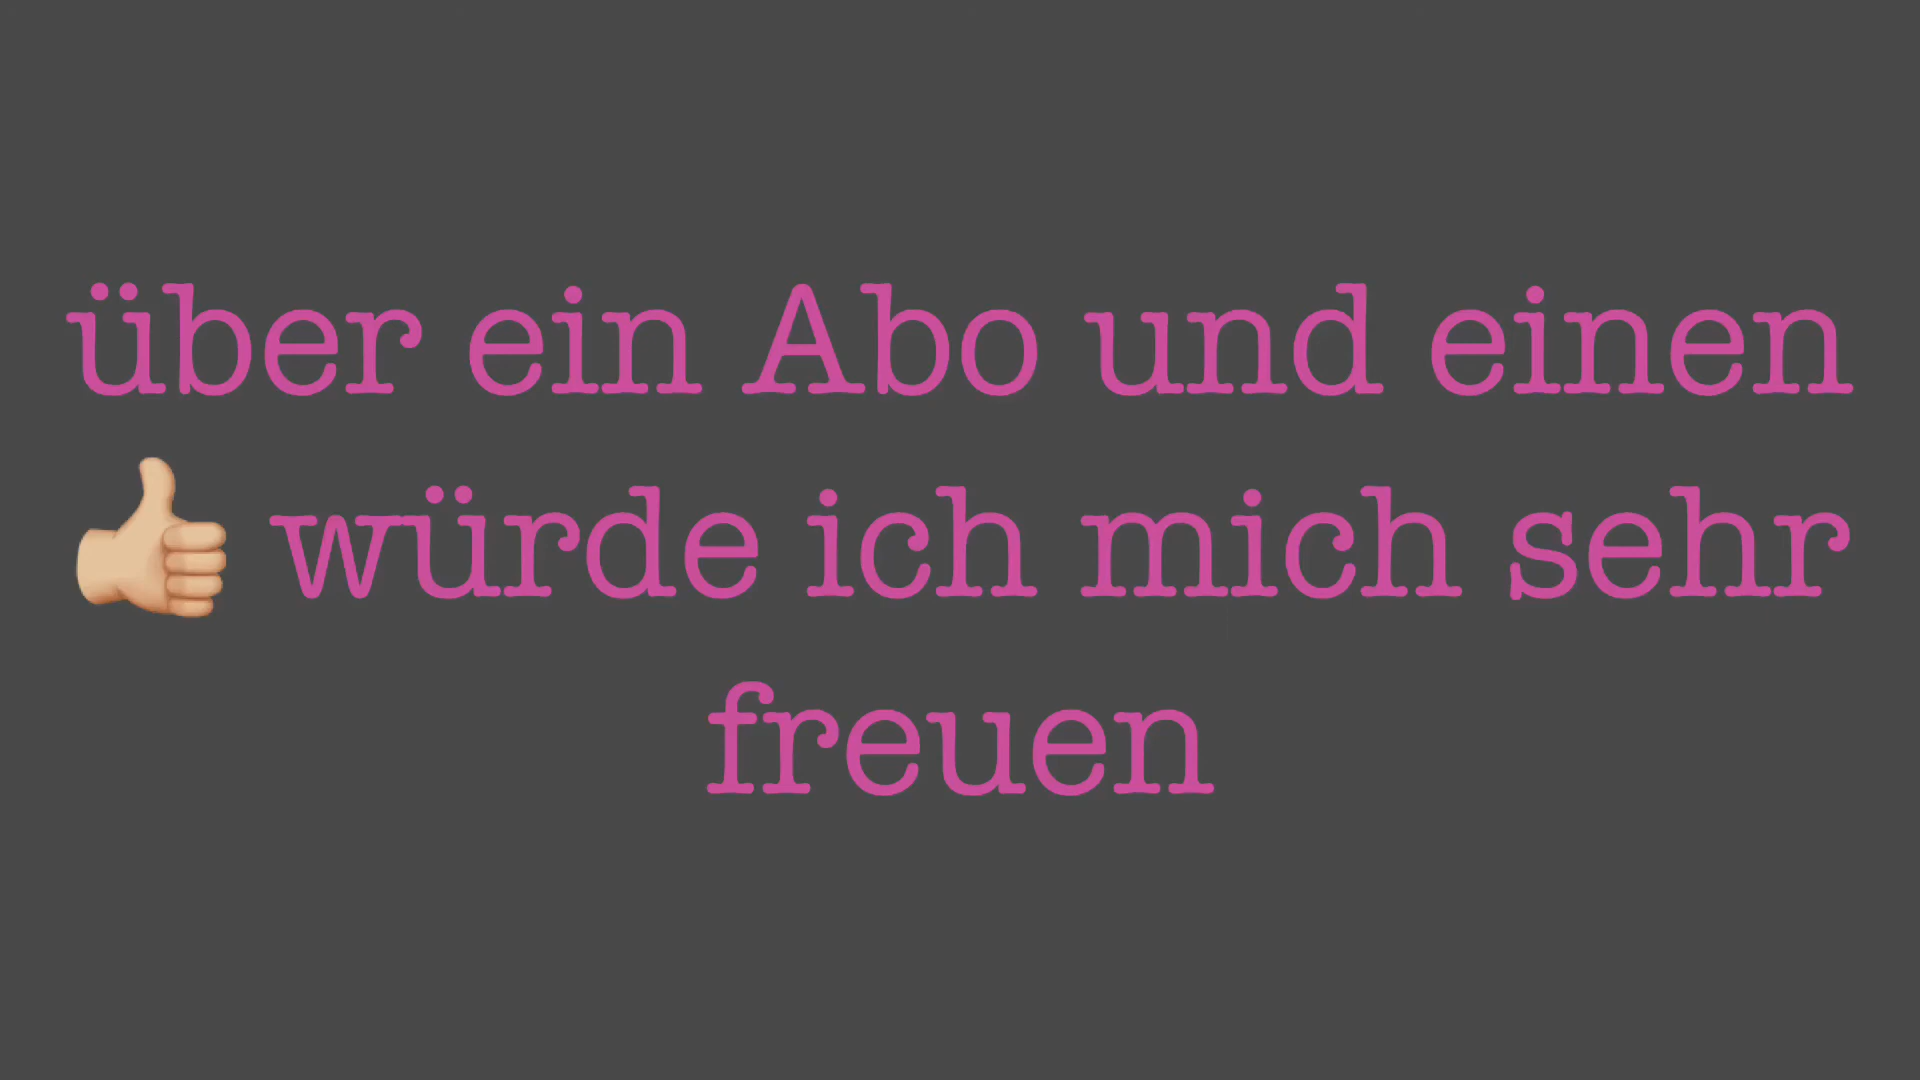 über ein Abo und einen
👍🏼 würde ich mich sehr
freuen